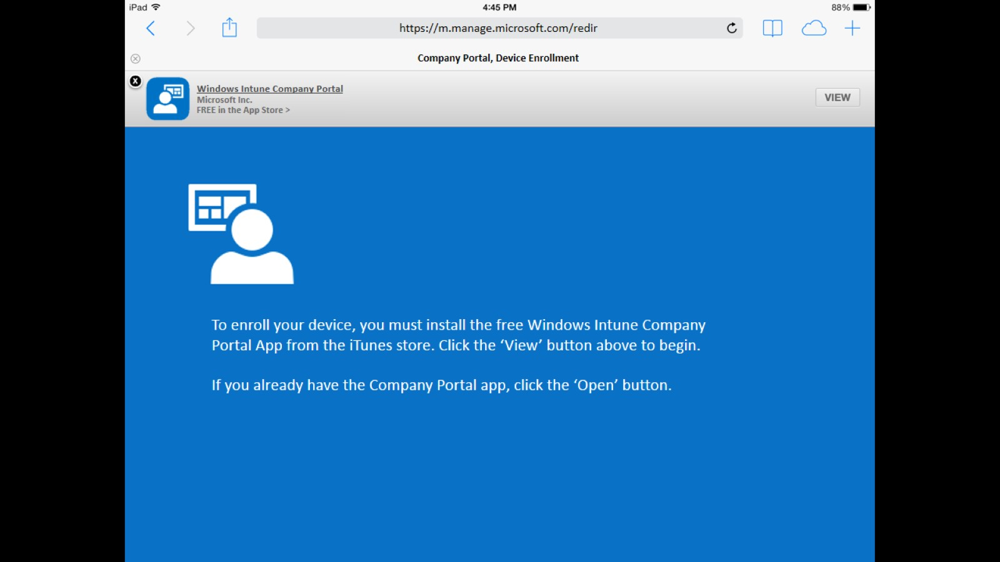 iPad
4:45 PM
88%
https://m.manage.microsoft.com/redir
Company Portal, Device Enrollment
X
Windows Intune Company Portal
Microsoft Inc.
FREE in the App Store >
VIEW
To enroll your device, you must install the free Windows Intune Company
Portal App from the iTunes store. Click the ‘View’ button above to begin.
If you already have the Company Portal app, click the ‘Open’ button.